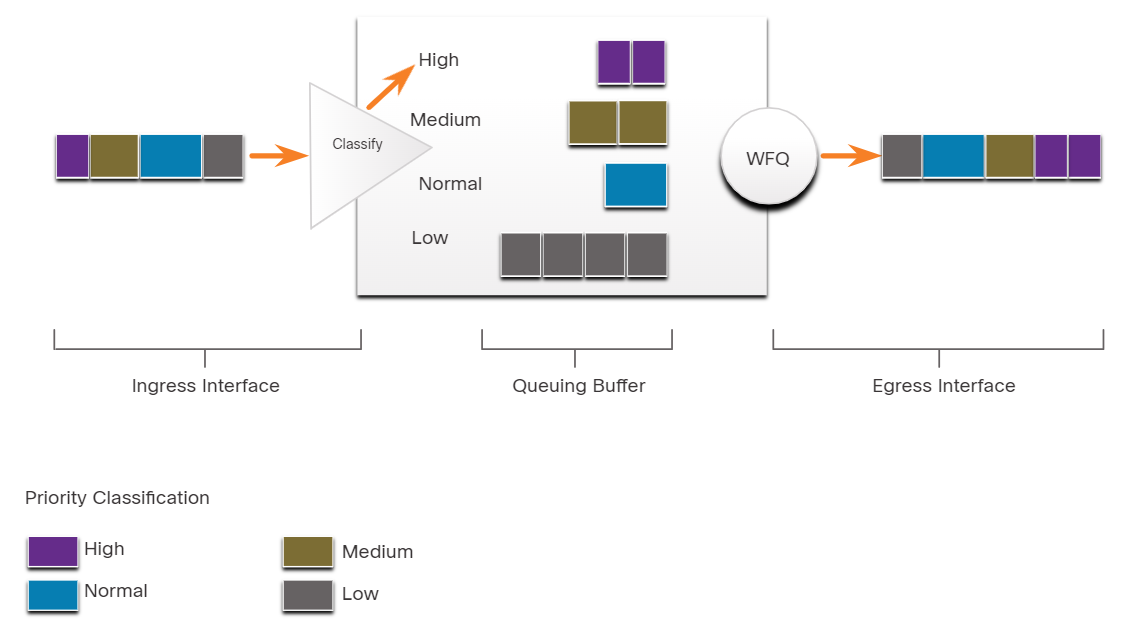 High
Medium
Classify
WFQ
Normal
Low
Ingress Interface
Queuing Buffer
Egress Interface
Priority Classification
High
Medium
Normal
Low